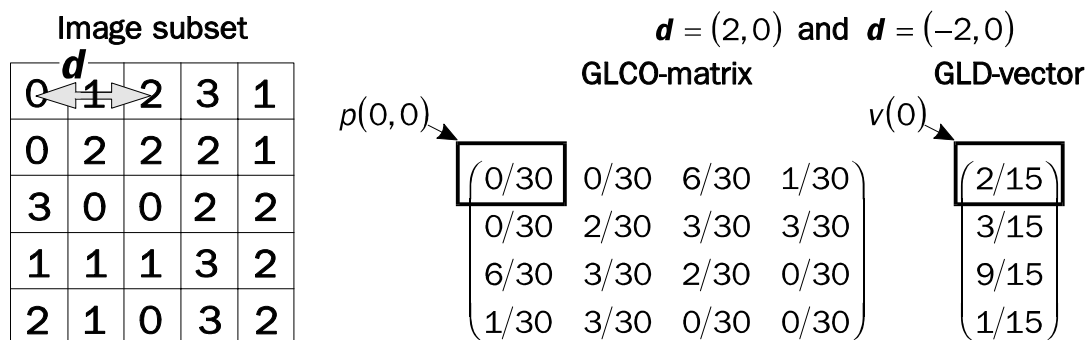 Image subset
d
0 1 2 3 1
0 2 2 2 1
3 0 0 2 2
1 1 1 3 2
2 1 0 3 2
d = (2,0) and d = (−2,0)
GLCO-matrix
p(0,0)
0/30 0/30 6/30 1/30
0/30 2/30 3/30 3/30
6/30 3/30 2/30 0/30
1/30 3/30 0/30 0/30
GLD-vector
v(0)
2/15
3/15
9/15
1/15